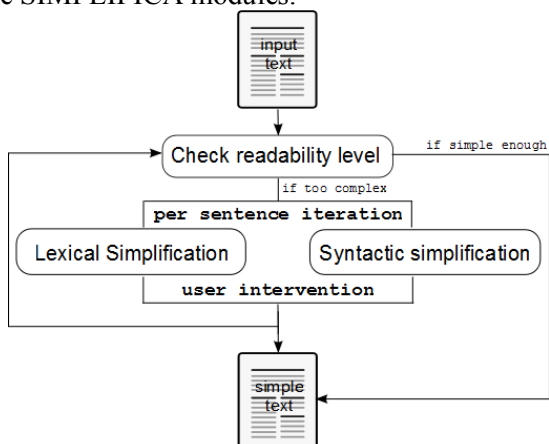 e SIMPLIFICA modules.
input
text
Check readability level
if simple enough
if too complex
per sentence iteration
Lexical Simplification
Syntactic simplification
user intervention
simple
text